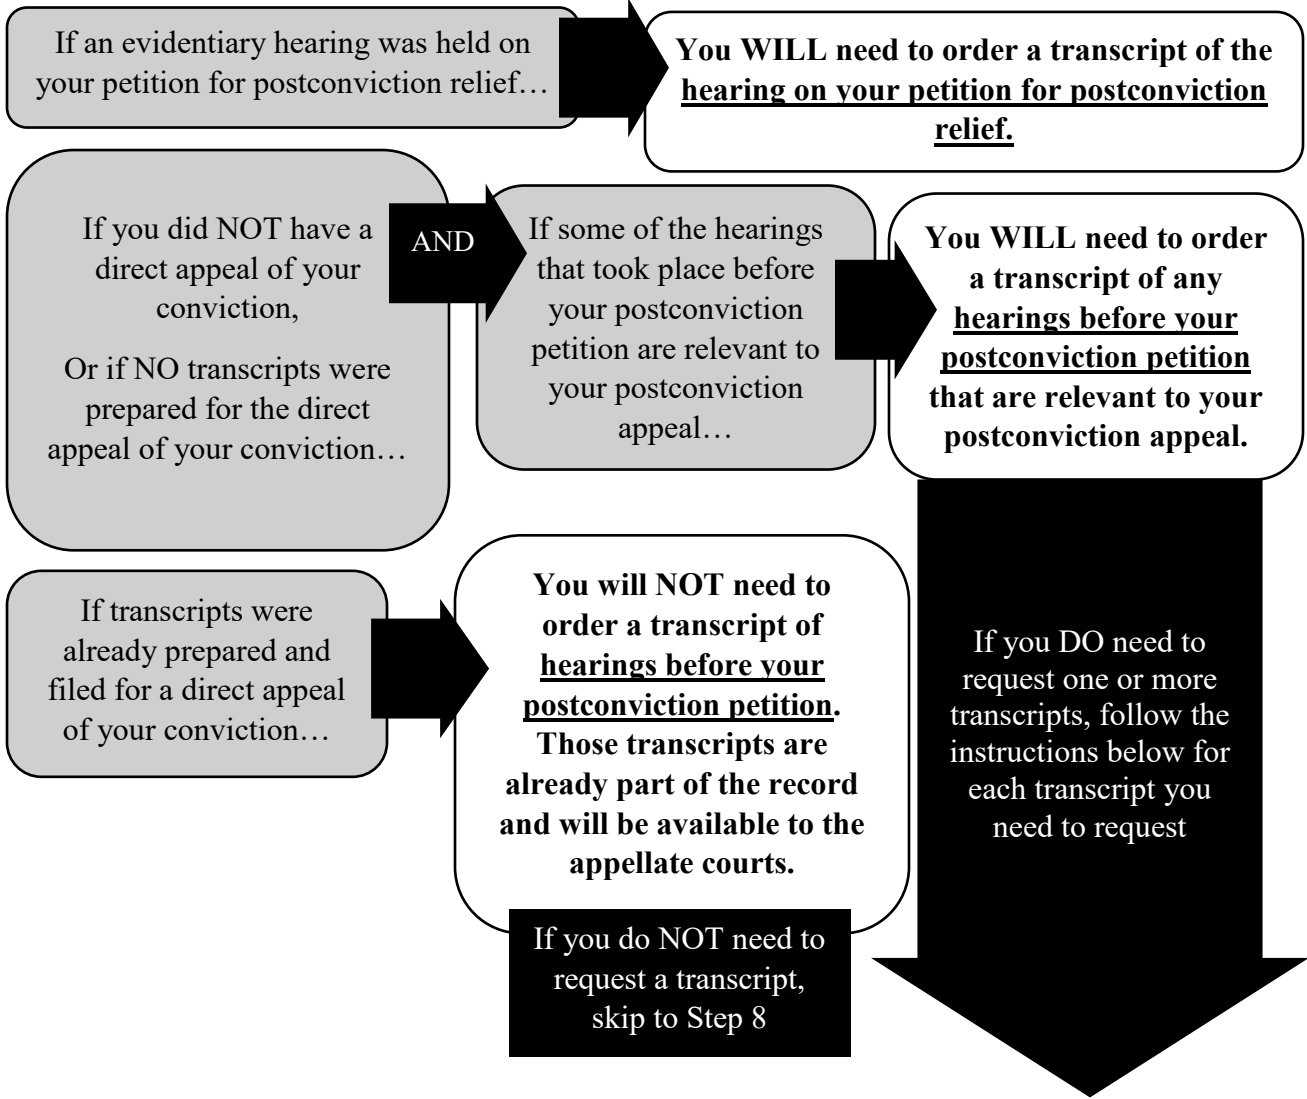 If an evidentiary hearing was held on
your petition for postconviction relief…
You WILL need to order a transcript of the
hearing on your petition for postconviction
relief.
If you did NOT have a
direct appeal of your
conviction,
Or if NO transcripts were
prepared for the direct
appeal of your conviction…
AND
If some of the hearings
that took place before
your postconviction
petition are relevant to
your postconviction
appeal…
You WILL need to order
a transcript of any
hearings before your
postconviction petition
that are relevant to your
postconviction appeal.
If transcripts were
already prepared and
filed for a direct appeal
of your conviction…
You will NOT need to
order a transcript of
hearings before your
postconviction petition.
Those transcripts are
already part of the record
and will be available to the
appellate courts.
If you do NOT need to
request a transcript,
skip to Step 8
If you DO need to
request one or more
transcripts, follow the
instructions below for
each transcript you
need to request